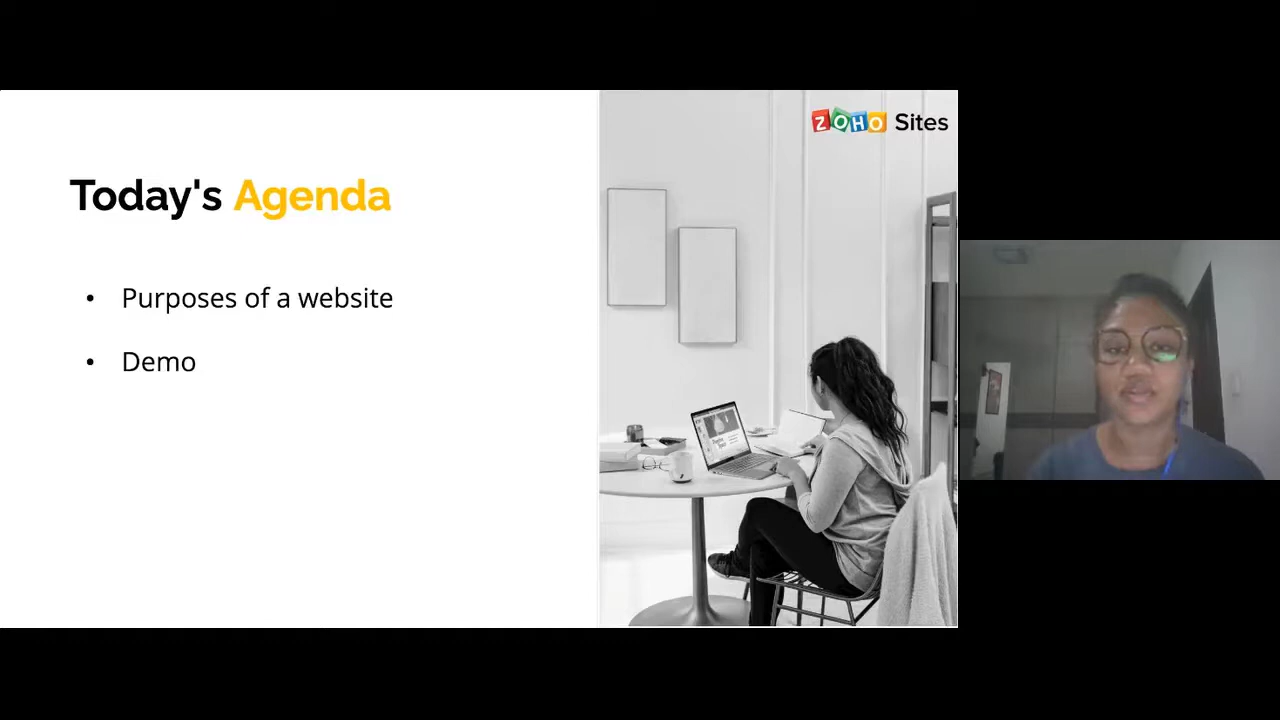 ZOHO Sites
Today's Agenda
• Purposes of a website
• Demo